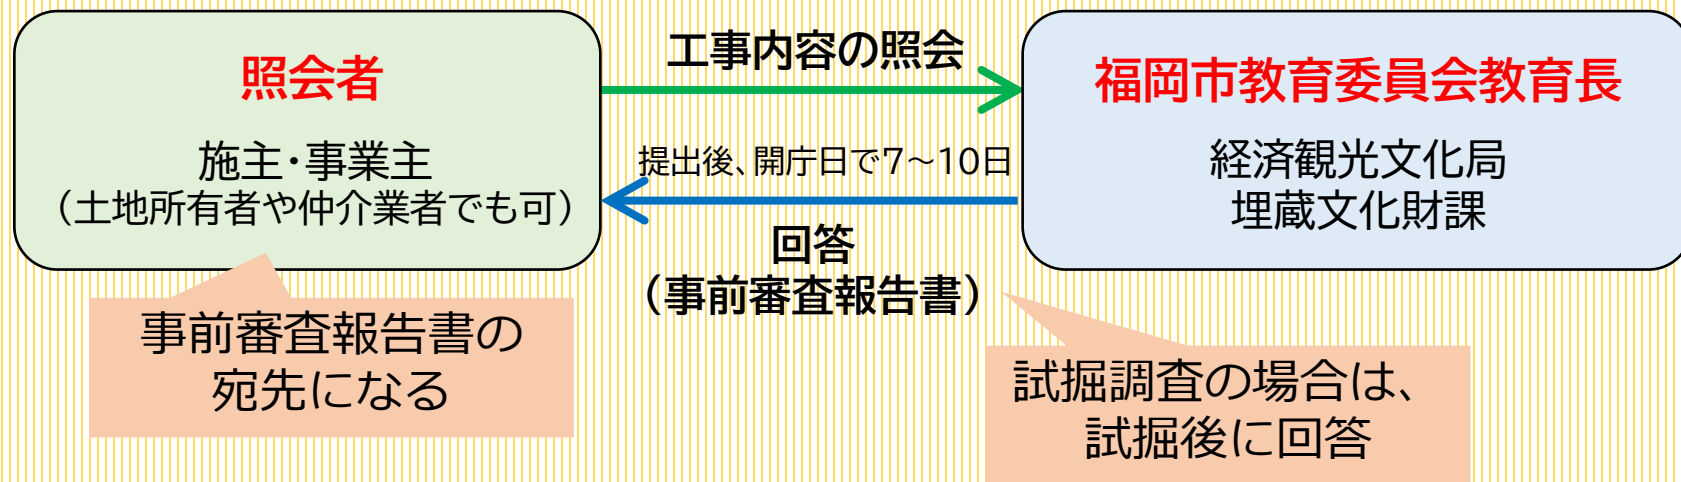 照会者
施主・事業主
（土地所有者や仲介業者でも可）
工事内容の照会
提出後、開庁日で7～10日
回答
（事前審査報告書）
福岡市教育委員会教育長
経済観光文化局
埋蔵文化財課
事前審査報告書の
宛先になる
試掘調査の場合は、
試掘後に回答